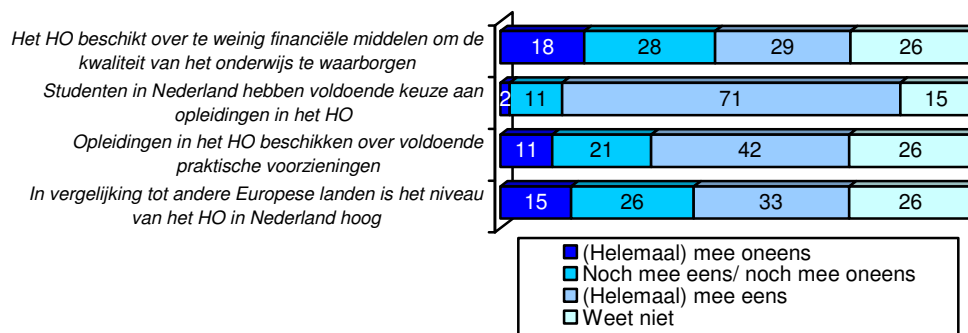 Het HO beschikt over te weinig financiële middelen om de
kwaliteit van het onderwijs te waarborgen
18 28 29 26
Studenten in Nederland hebben voldoende keuze aan
opleidingen in het HO
2 11 71 15
Opleidingen in het HO beschikken over voldoende
praktische voorzieningen
11 21 42 26
In vergelijking tot andere Europese landen is het niveau
van het HO in Nederland hoog
15 26 33 26
(Helemaal) mee oneens
Noch mee eens/ noch mee oneens
(Helemaal) mee eens
Weet niet